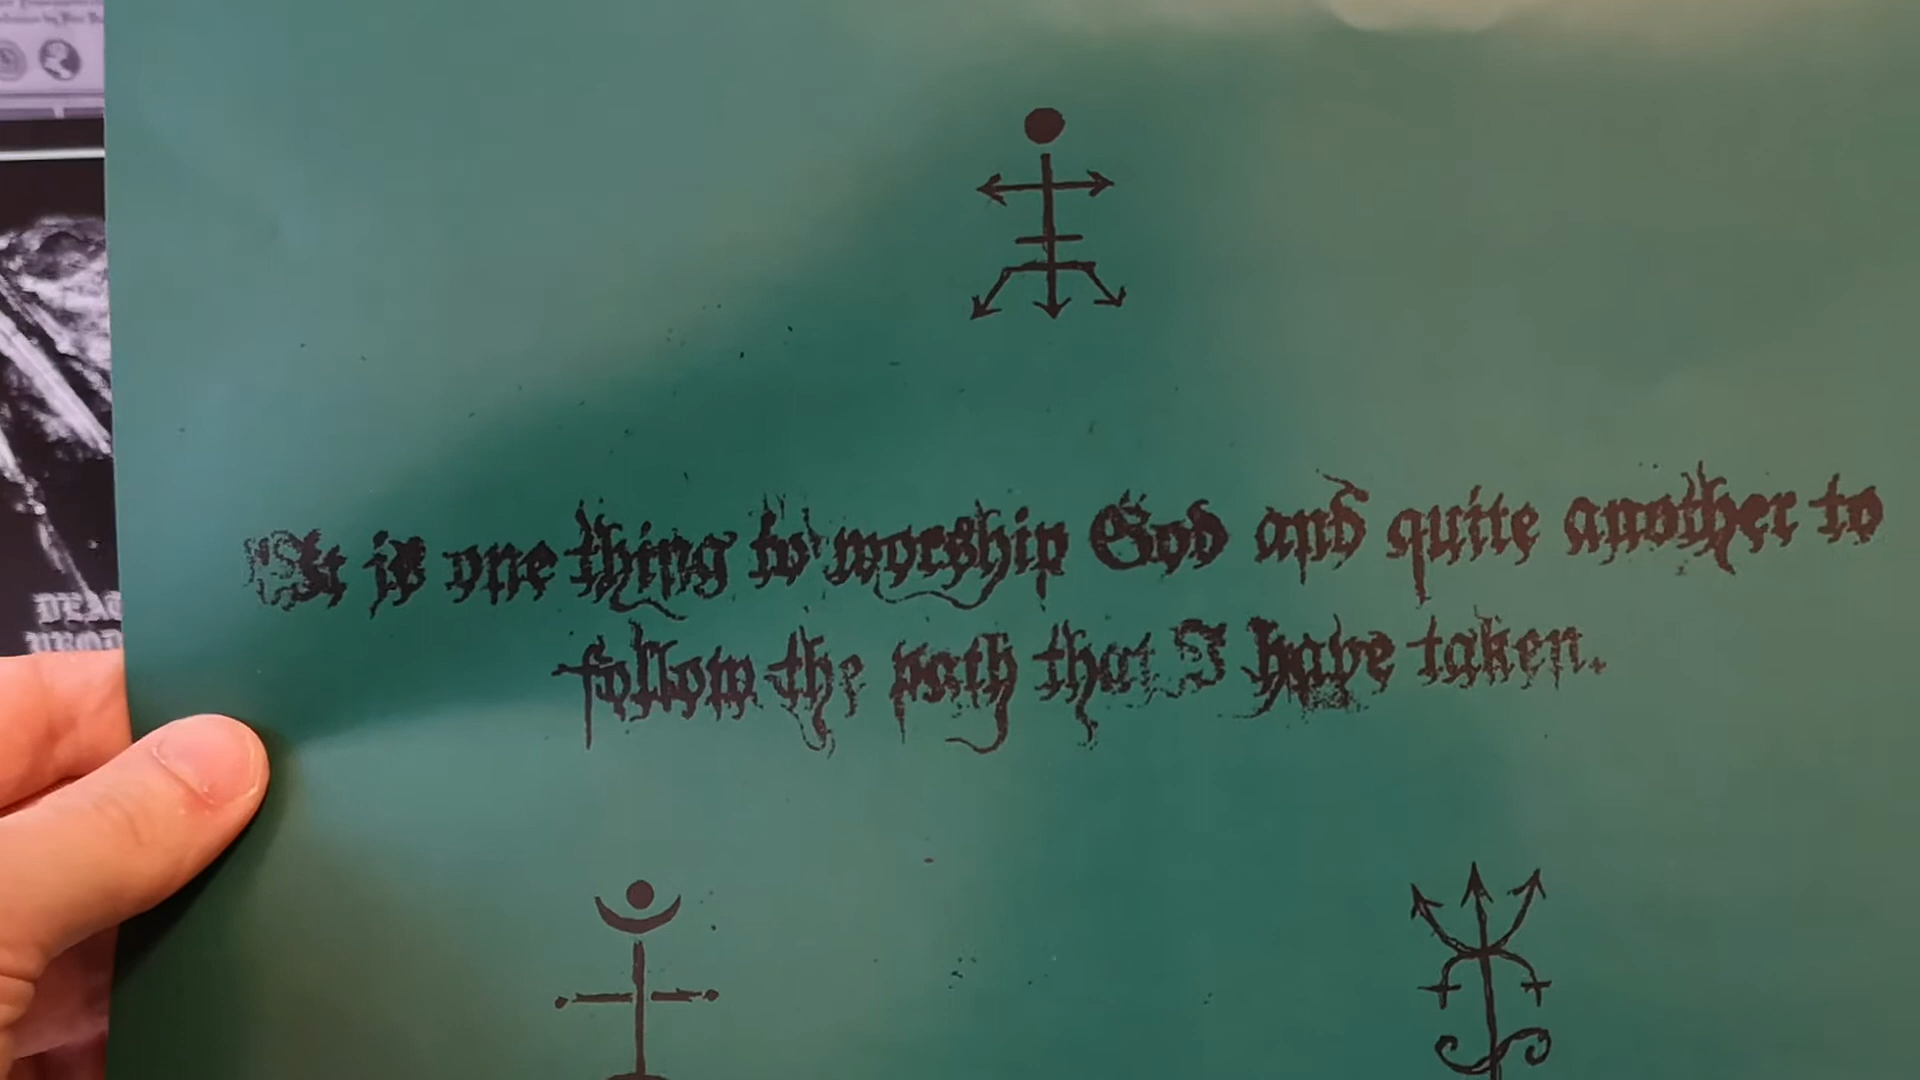 "It is one thing to worship God and quite another to
follow the path that I have taken.